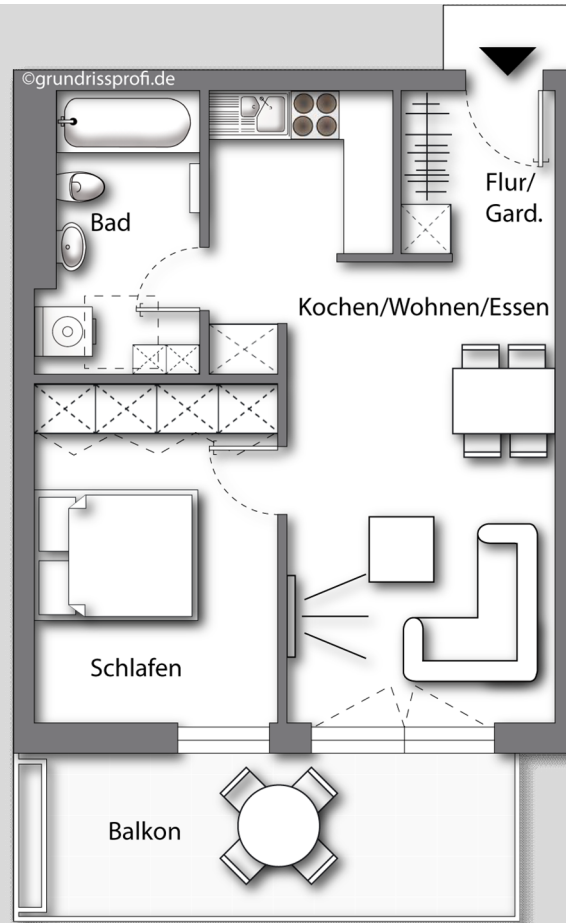 ©grundrissprofi.de
Flur/
Gard.
Bad
Kochen/Wohnen/Essen
Schlafen
Balkon